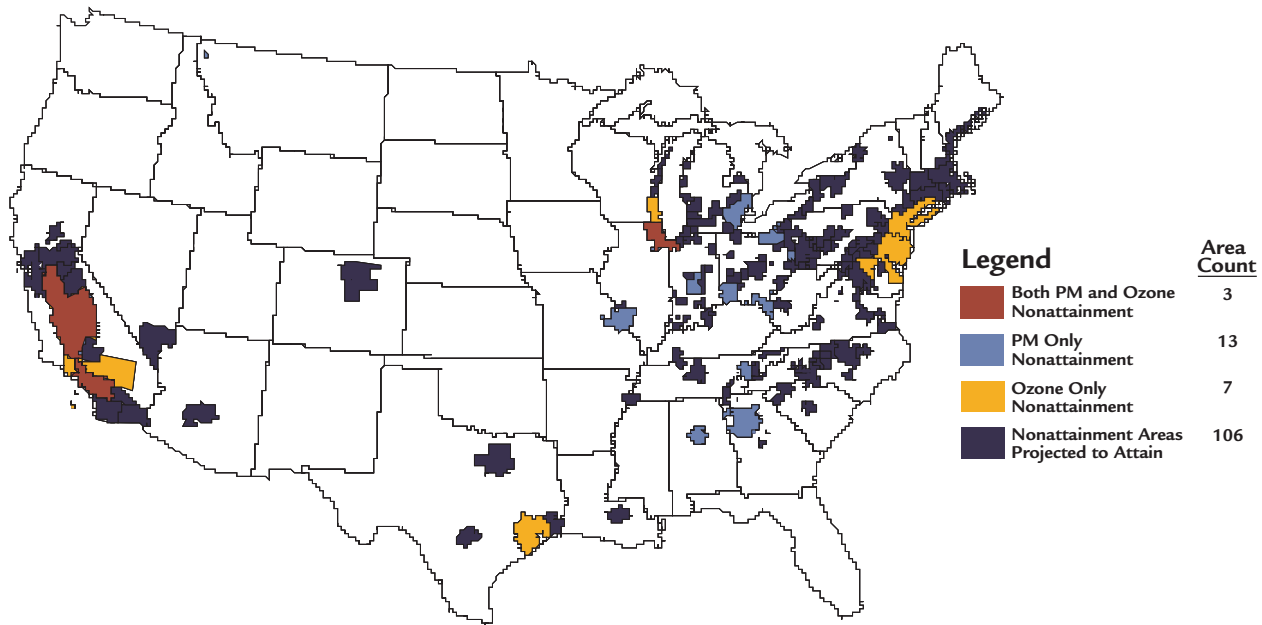 Legend
Area
Count
Both PM and Ozone
Nonattainment
3
PM Only
Nonattainment
13
Ozone Only
Nonattainment
7
Nonattainment Areas
Projected to Attain
106